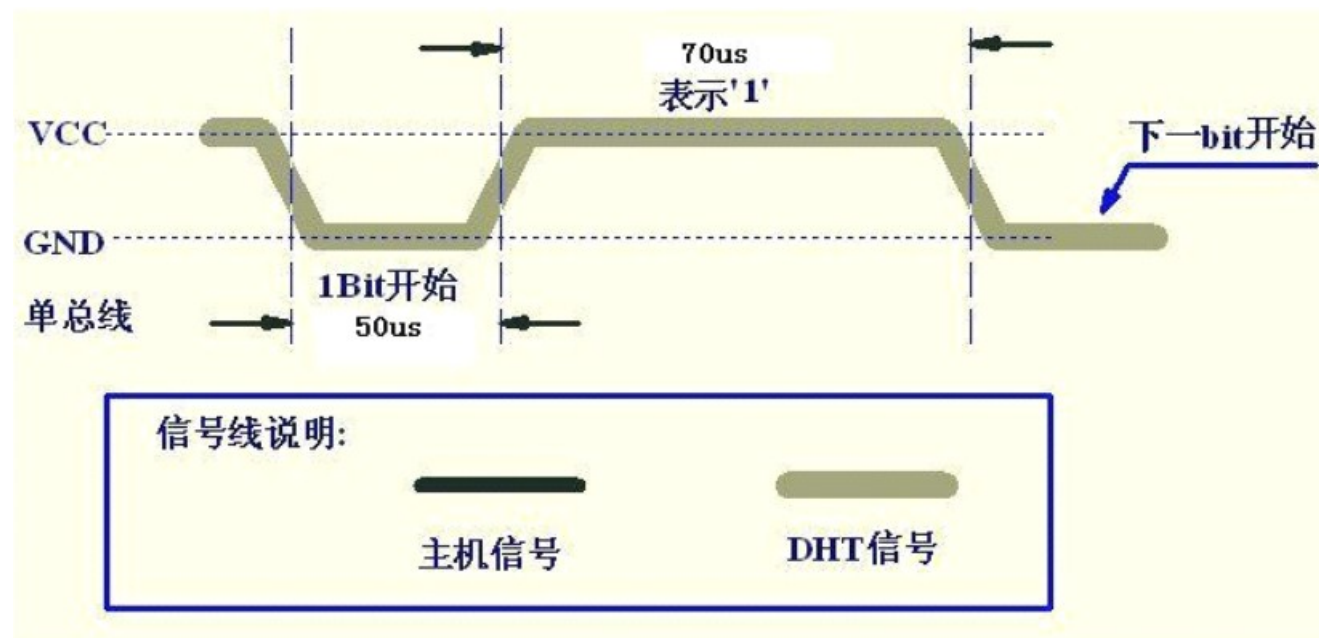 70us
表示'1'
VCC
下一bit开始
GND
1Bit开始
单总线
50us
信号线说明:
主机信号
DHT信号